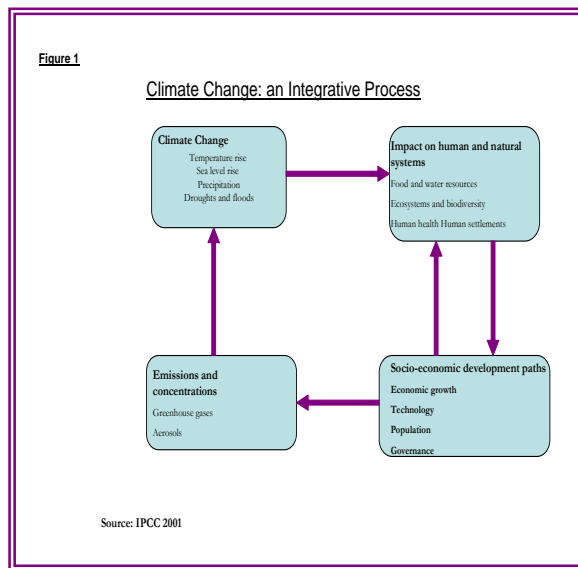 Figure 1
Climate Change: an Integrative Process
Climate Change
Temperature rise
Sea level rise
Precipitation
Droughts and floods
Impact on human and natural
systems
Food and water resources
Ecosystems and biodiversity
Human health Human settlements
Emissions and
concentrations
Greenhouse gases
Aerosols
Socio-economic development paths
Economic growth
Technology
Population
Governance
Source: IPCC 2001